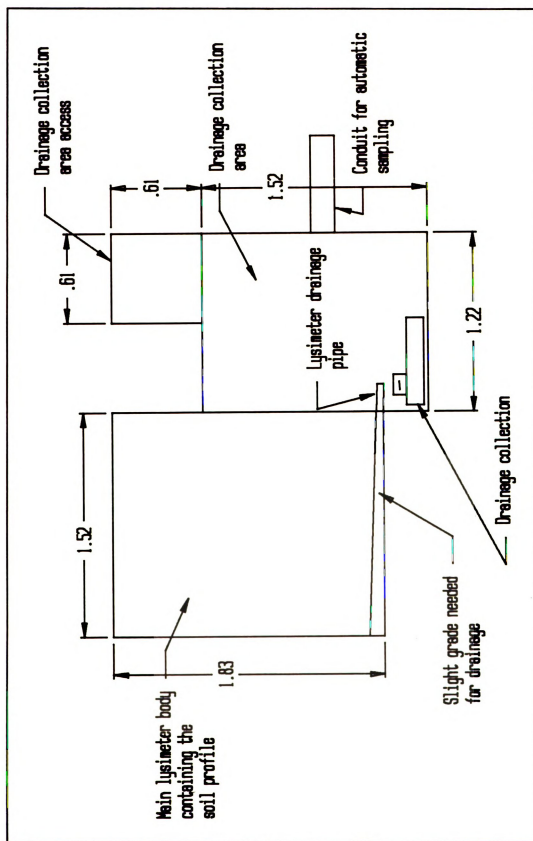 Drainage collection
area access
.61
.61
Drainage collection
area
1.52
Conduit for automatic
sampling
Lysimeter drainage
pipe
1.22
Drainage collection
1.52
Main lysimeter body
containing the
soil profile
1.83
Slight grade needed
for drainage